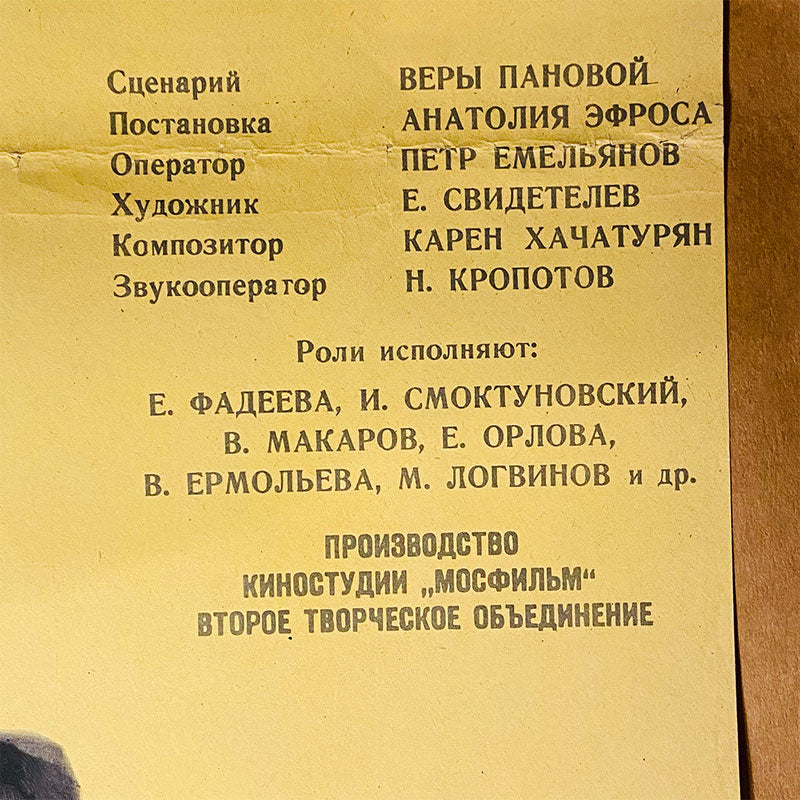 Сценарий ВЕРЫ ПАНОВОЙ
Постановка АНАТОЛИЯ ЭФРОСА
Оператор ПЕТР ЕМЕЛЬЯНОВ
Художник Е. СВИДЕТЕЛЕВ
Композитор КАРЕН ХАЧАТУРЯН
Звукооператор Н. КРОПОТОВ
Роли исполняют:
Е. ФАДЕЕВА, И. СМОКТУНОВСКИЙ,
В. МАКАРОВ, Е. ОРЛОВА,
В. ЕРМОЛЬЕВА, М. ЛОГВИНОВ и др.
ПРОИЗВОДСТВО
КИНОСТУДИИ „МОСФИЛЬМ“
ВТОРОЕ ТВОРЧЕСКОЕ ОБЪЕДИНЕНИЕ